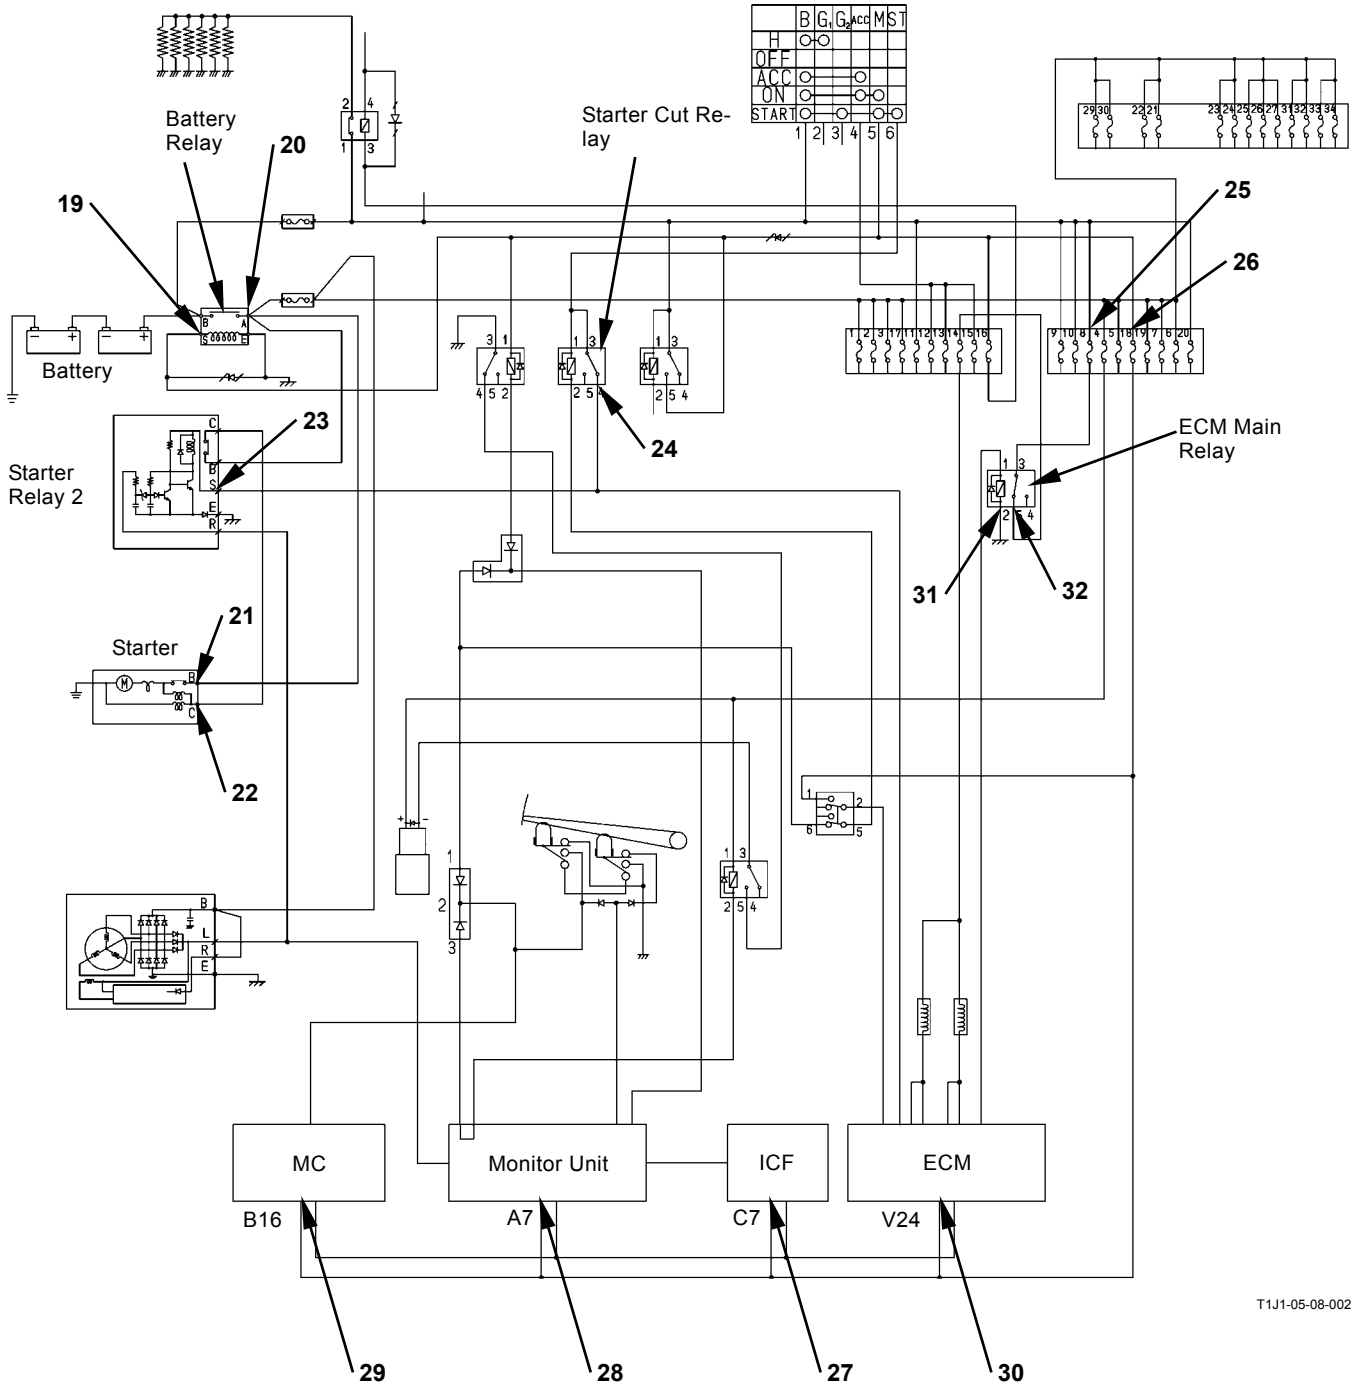 B G1 G2 ACC M ST
H
OFF
ACC
ON
START
1 2 3 4 5 6
29 30 22 21 23 24 25 26 27 31 32 33 34
2 4
1 3
Battery
Relay
20
Starter Cut Re-
lay
19
25
26
B A
S E
- + - +
Battery
3 1
4 5 2
1 3
2 5 4
1 3
2 5 4
1 2 3 17 11 12 13 14 15 16
9 10 8 4 5 18 19 7 6 20
24
C
B
S
E
R
23
Starter
Relay 2
ECM Main
Relay
1 3
2 5 4
31
32
Starter
21
M
B
C
22
+ -
1
2
3
1 2
6 5
1 3
2 5 4
B
L
R
E
MC
Monitor Unit
ICF
ECM
B16
A7
C7
V24
T1J1-05-08-002
29
28
27
30